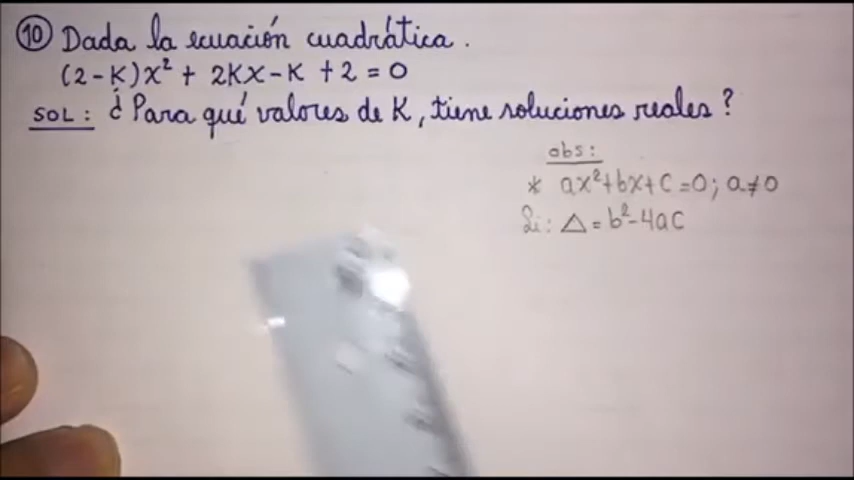 10 Dada la ecuación cuadrática.
(2-K)x² + 2Kx-K +2 = 0
SOL: ¿Para qué valores de K, tiene soluciones reales?
obs:
* ax²+bx+c=0; a≠0
Si: △ = b²-4ac